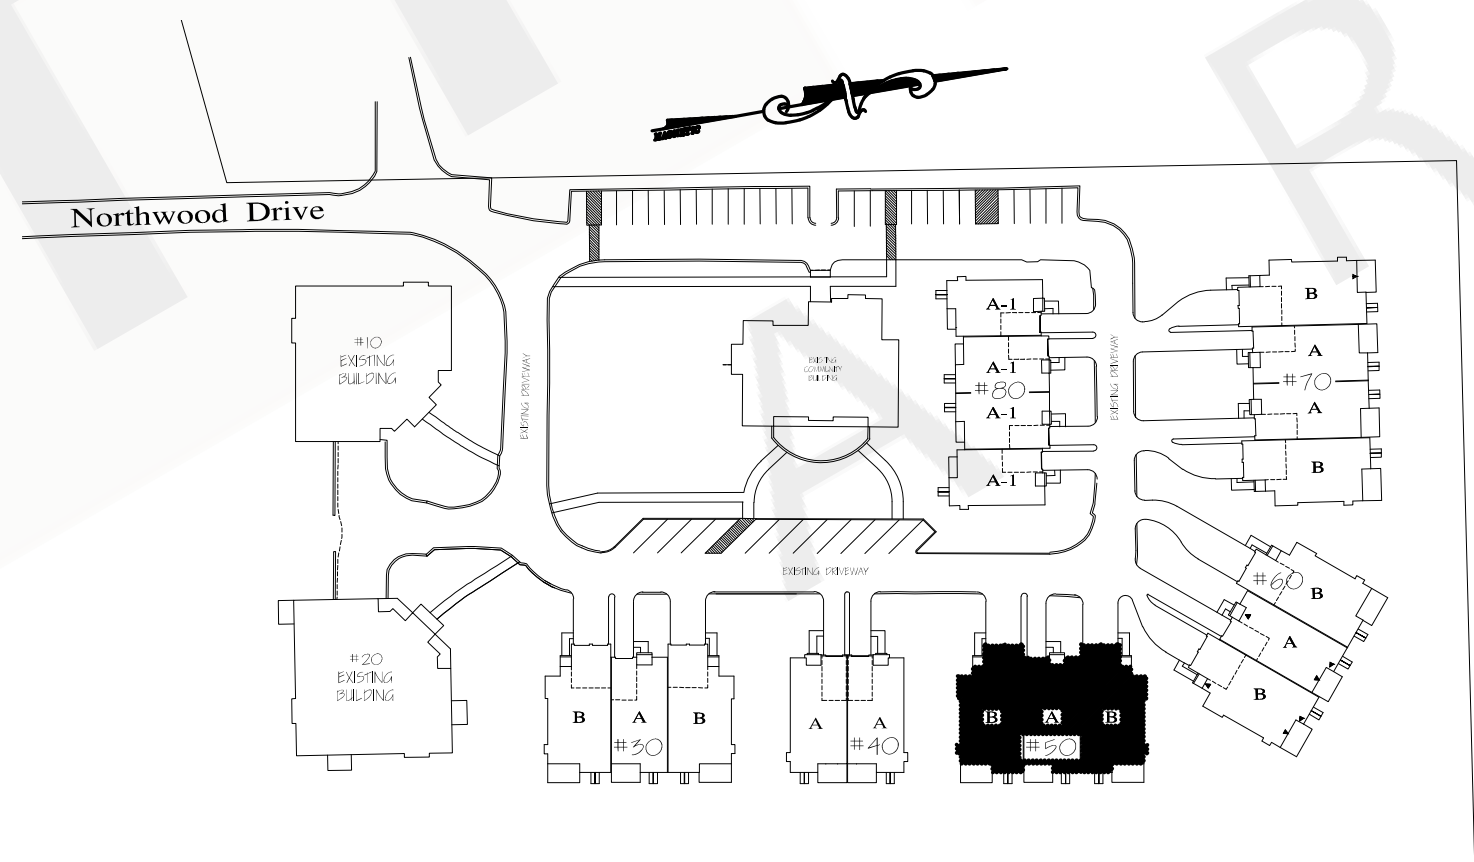 Northwood Drive
#10
EXISTING
BUILDING
EXISTING DRIVEWAY
EXISTING
COMMUNITY
BUILDING
A-1
A-1
#80
A-1
A-1
EXISTING DRIVEWAY
B
A
#70
A
B
EXISTING DRIVEWAY
#60
B
A
B
#20
EXISTING
BUILDING
B A B
#30
A A
#40
B A B
#50